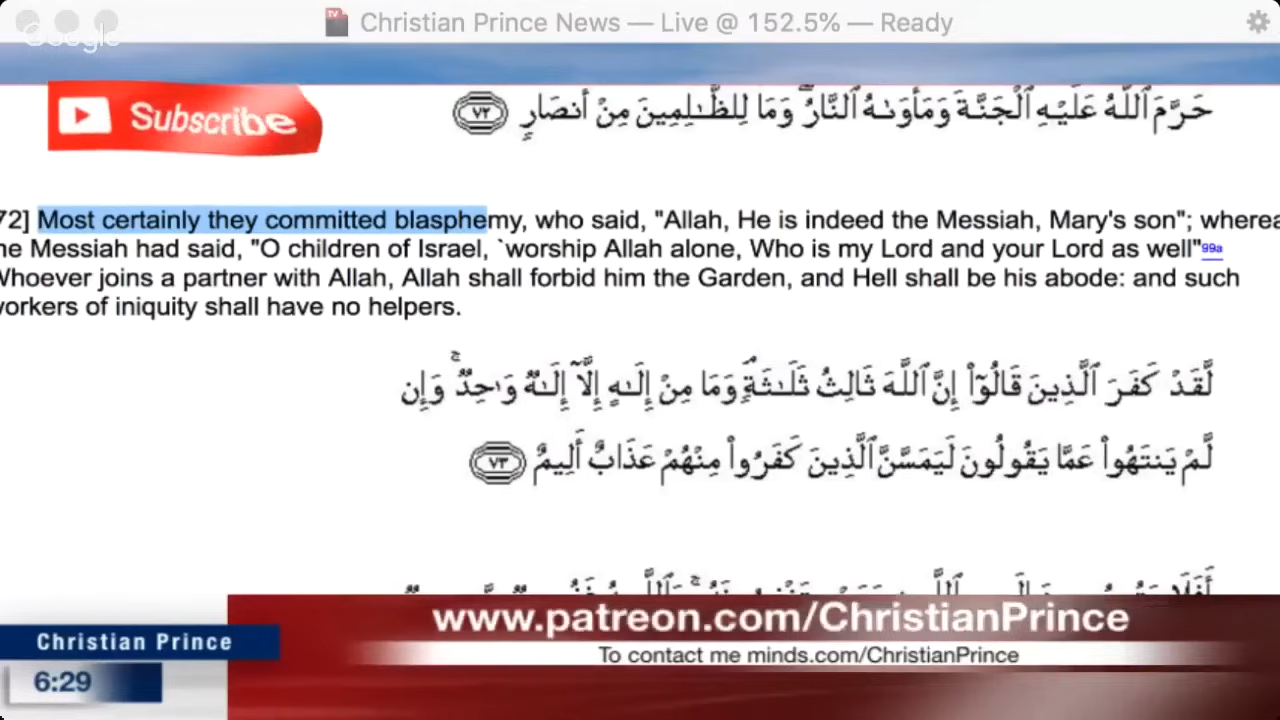 Christian Prince News — Live @ 152.5% — Ready
Google
Subscribe
حَرَّمَ ٱللَّهُ عَلَيْهِ ٱلْجَنَّةَ وَمَأْوَىٰهُ ٱلنَّارُ ۖ وَمَا لِلظَّـٰلِمِينَ مِنْ أَنصَارٍ ٧٢
72] Most certainly they committed blasphemy, who said, "Allah, He is indeed the Messiah, Mary's son"; wherea
he Messiah had said, "O children of Israel, `worship Allah alone, Who is my Lord and your Lord as well" 99a
Whoever joins a partner with Allah, Allah shall forbid him the Garden, and Hell shall be his abode: and such
workers of iniquity shall have no helpers.
لَّقَدْ كَفَرَ ٱلَّذِينَ قَالُوٓا۟ إِنَّ ٱللَّهَ ثَالِثُ ثَلَـٰثَةٍ ۘ وَمَا مِنْ إِلَـٰهٍ إِلَّآ إِلَـٰهٌ وَٰحِدٌ ۚ وَإِن
لَّمْ يَنتَهُوا۟ عَمَّا يَقُولُونَ لَيَمَسَّنَّ ٱلَّذِينَ كَفَرُوا۟ مِنْهُمْ عَذَابٌ أَلِيمٌ ٧٣
www.patreon.com/ChristianPrince
Christian Prince
To contact me minds.com/ChristianPrince
6:29